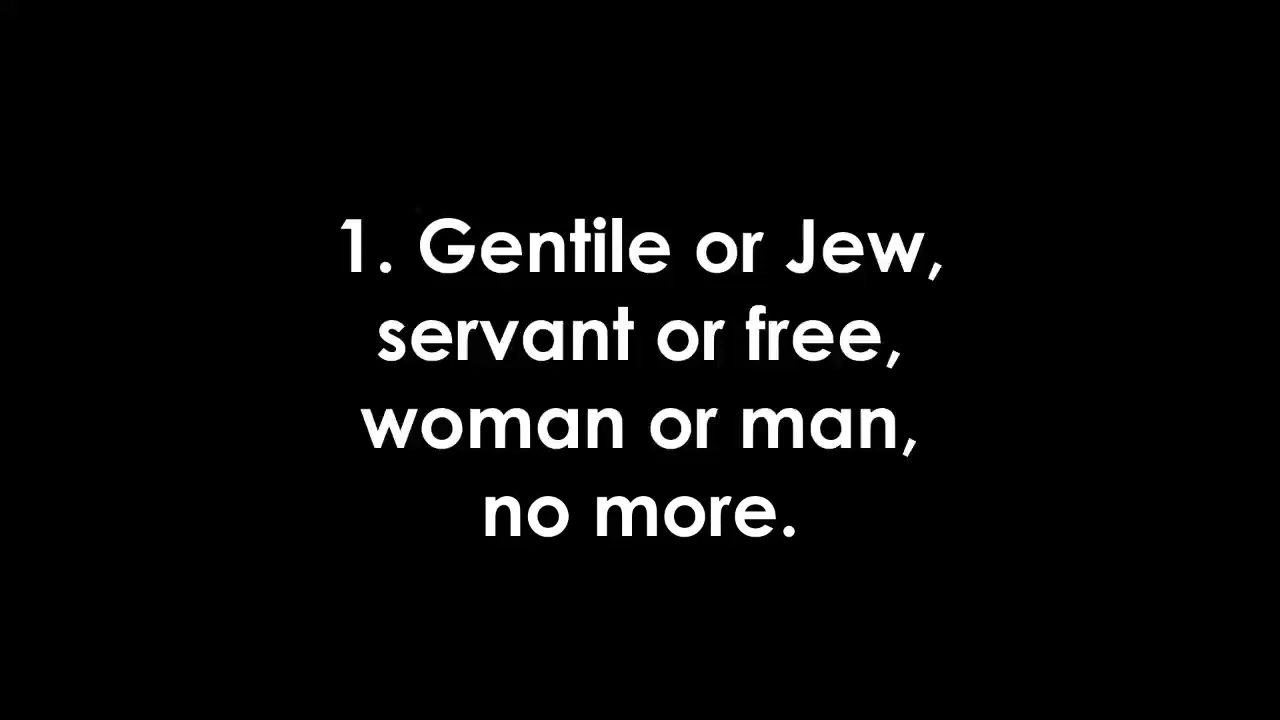 1. Gentile or Jew,
servant or free,
woman or man,
no more.